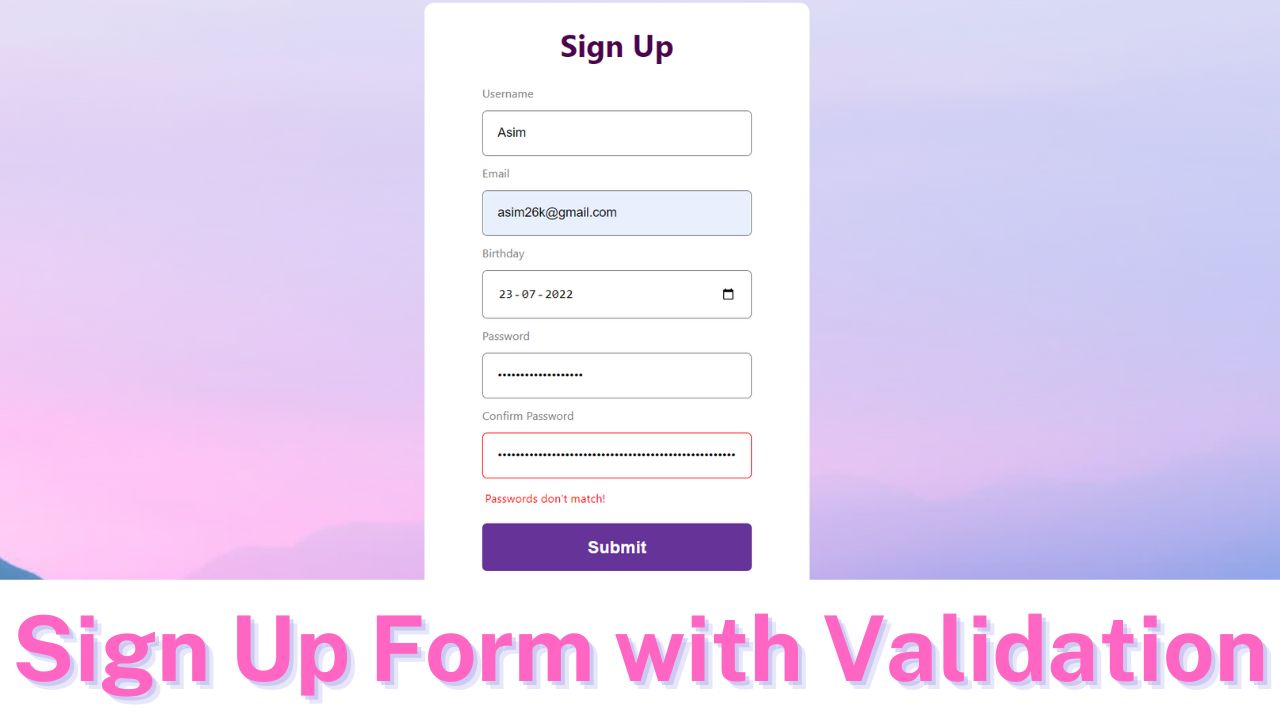 Sign Up
Username
Asim
Email
asim26k@gmail.com
Birthday
23-07-2022
Password
Confirm Password
Passwords don't match!
Submit
Sign Up Form with Validation